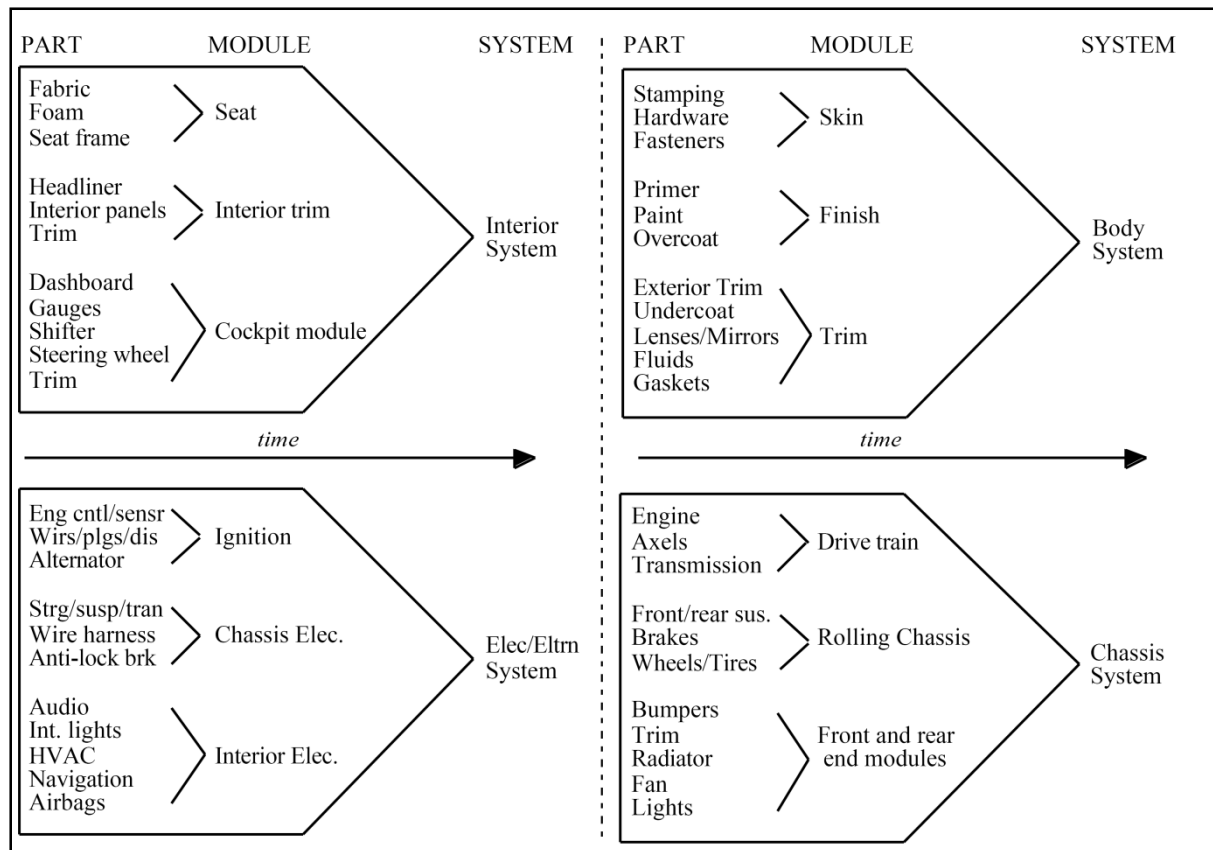 PART MODULE SYSTEM
Fabric
Foam
Seat frame
Seat
Headliner
Interior panels
Trim
Interior trim
Dashboard
Gauges
Shifter
Steering wheel
Trim
Cockpit module
Interior
System
time
PART MODULE SYSTEM
Stamping
Hardware
Fasteners
Skin
Primer
Paint
Overcoat
Finish
Exterior Trim
Undercoat
Lenses/Mirrors
Fluids
Gaskets
Trim
Body
System
time
Eng cntl/sensr
Wirs/plgs/dis
Alternator
Ignition
Strg/susp/tran
Wire harness
Anti-lock brk
Chassis Elec.
Audio
Int. lights
HVAC
Navigation
Airbags
Interior Elec.
Elec/Eltrn
System
Engine
Axels
Transmission
Drive train
Front/rear sus.
Brakes
Wheels/Tires
Rolling Chassis
Bumpers
Trim
Radiator
Fan
Lights
Front and rear
end modules
Chassis
System